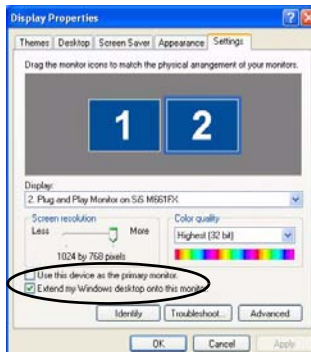 Display Properties
Themes Desktop Screen Saver Appearance Settings
Drag the monitor icons to match the physical arrangement of your monitors.
1 2
Display:
2. Plug and Play Monitor on SiS M661FX
Screen resolution
Less More
1024 by 768 pixels
Color quality
Highest (32 bit)
Use this device as the primary monitor.
Extend my Windows desktop onto this monitor.
Identify Troubleshoot... Advanced
OK Cancel Apply